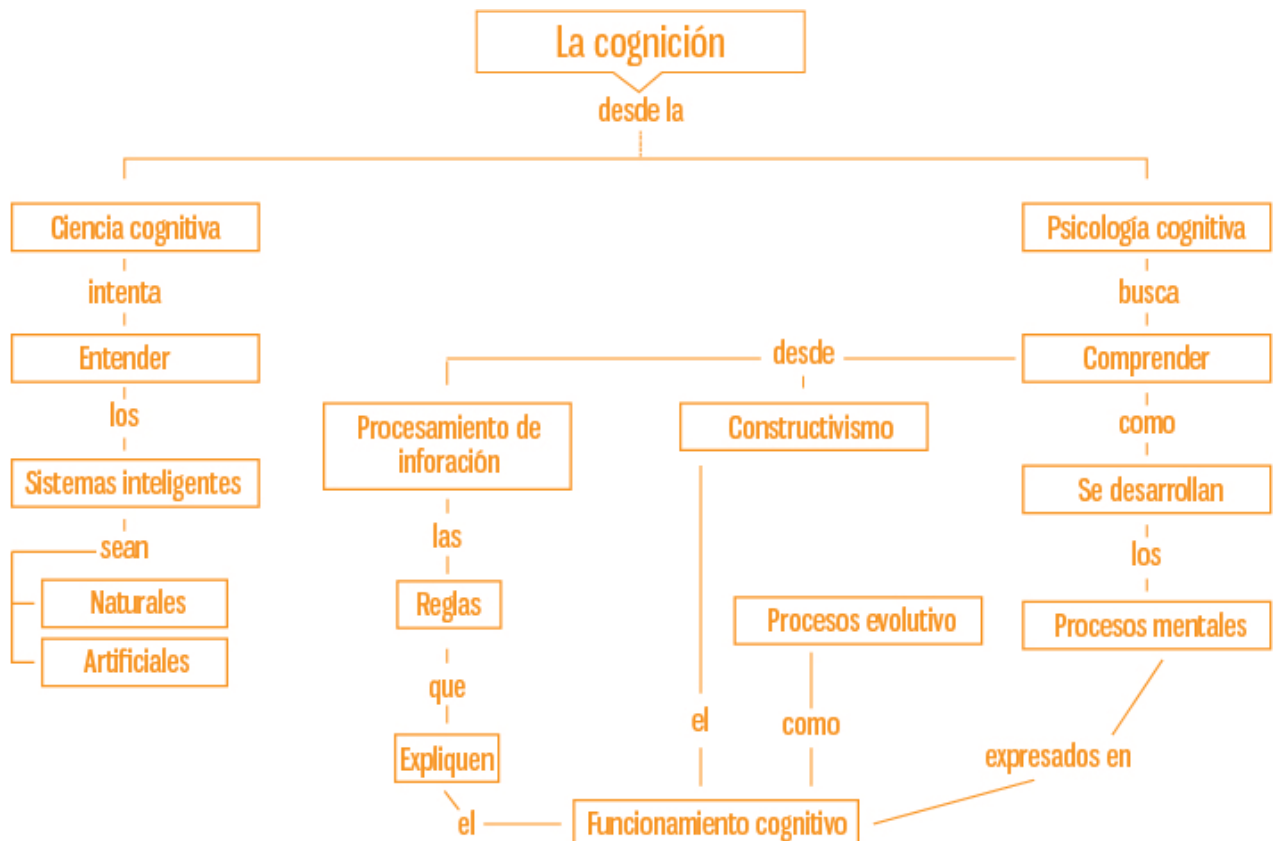 La cognición
desde la
Ciencia cognitiva
Psicología cognitiva
intenta
busca
Entender
desde
Comprender
los
Procesamiento de
inforación
Constructivismo
como
Sistemas inteligentes
Se desarrollan
sean
las
los
Naturales
Reglas
Procesos evolutivo
Procesos mentales
Artificiales
que
el
como
expresados en
Expliquen
el
Funcionamiento cognitivo